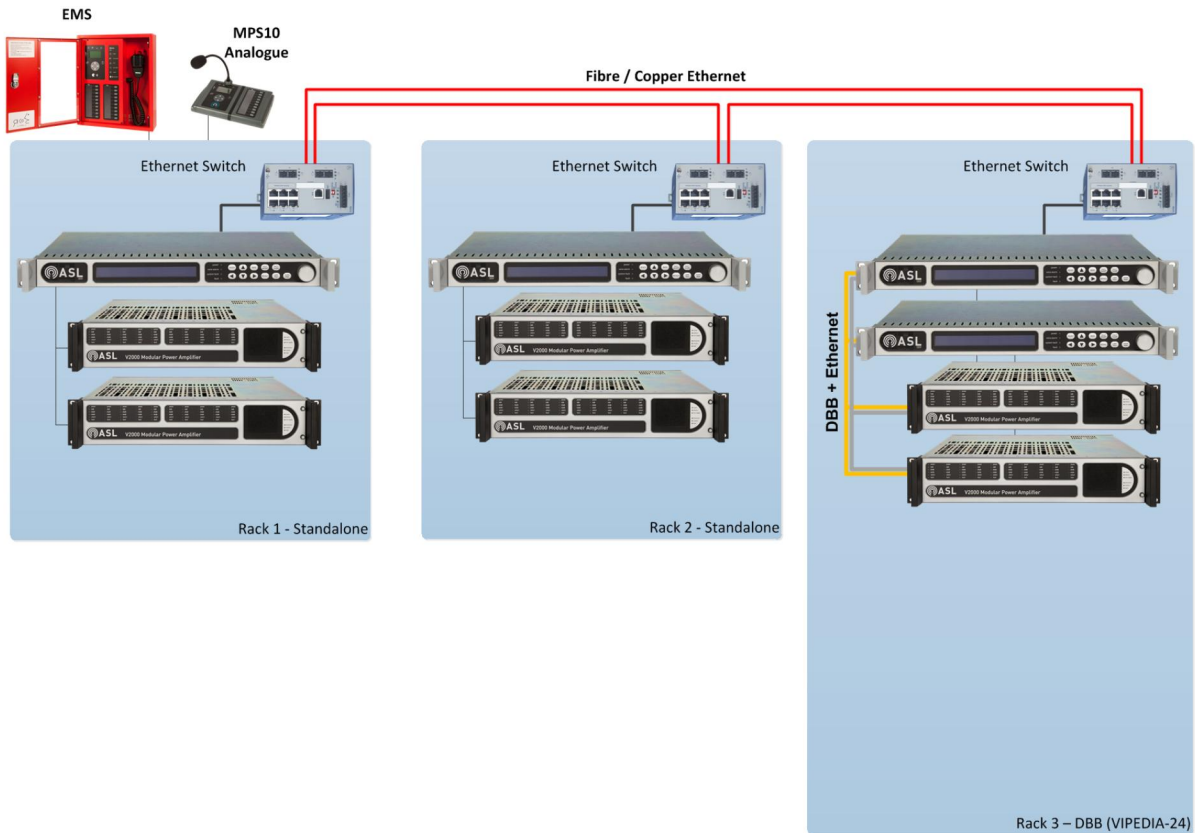 EMS
MPS10
Analogue
Fibre / Copper Ethernet
Ethernet Switch
ASL
ASL V2000 Modular Power Amplifier
ASL V2000 Modular Power Amplifier
Rack 1 - Standalone
Ethernet Switch
ASL
ASL V2000 Modular Power Amplifier
ASL V2000 Modular Power Amplifier
Rack 2 - Standalone
Ethernet Switch
ASL
ASL
DBB + Ethernet
ASL V2000 Modular Power Amplifier
ASL V2000 Modular Power Amplifier
Rack 3 – DBB (VIPEDIA-24)